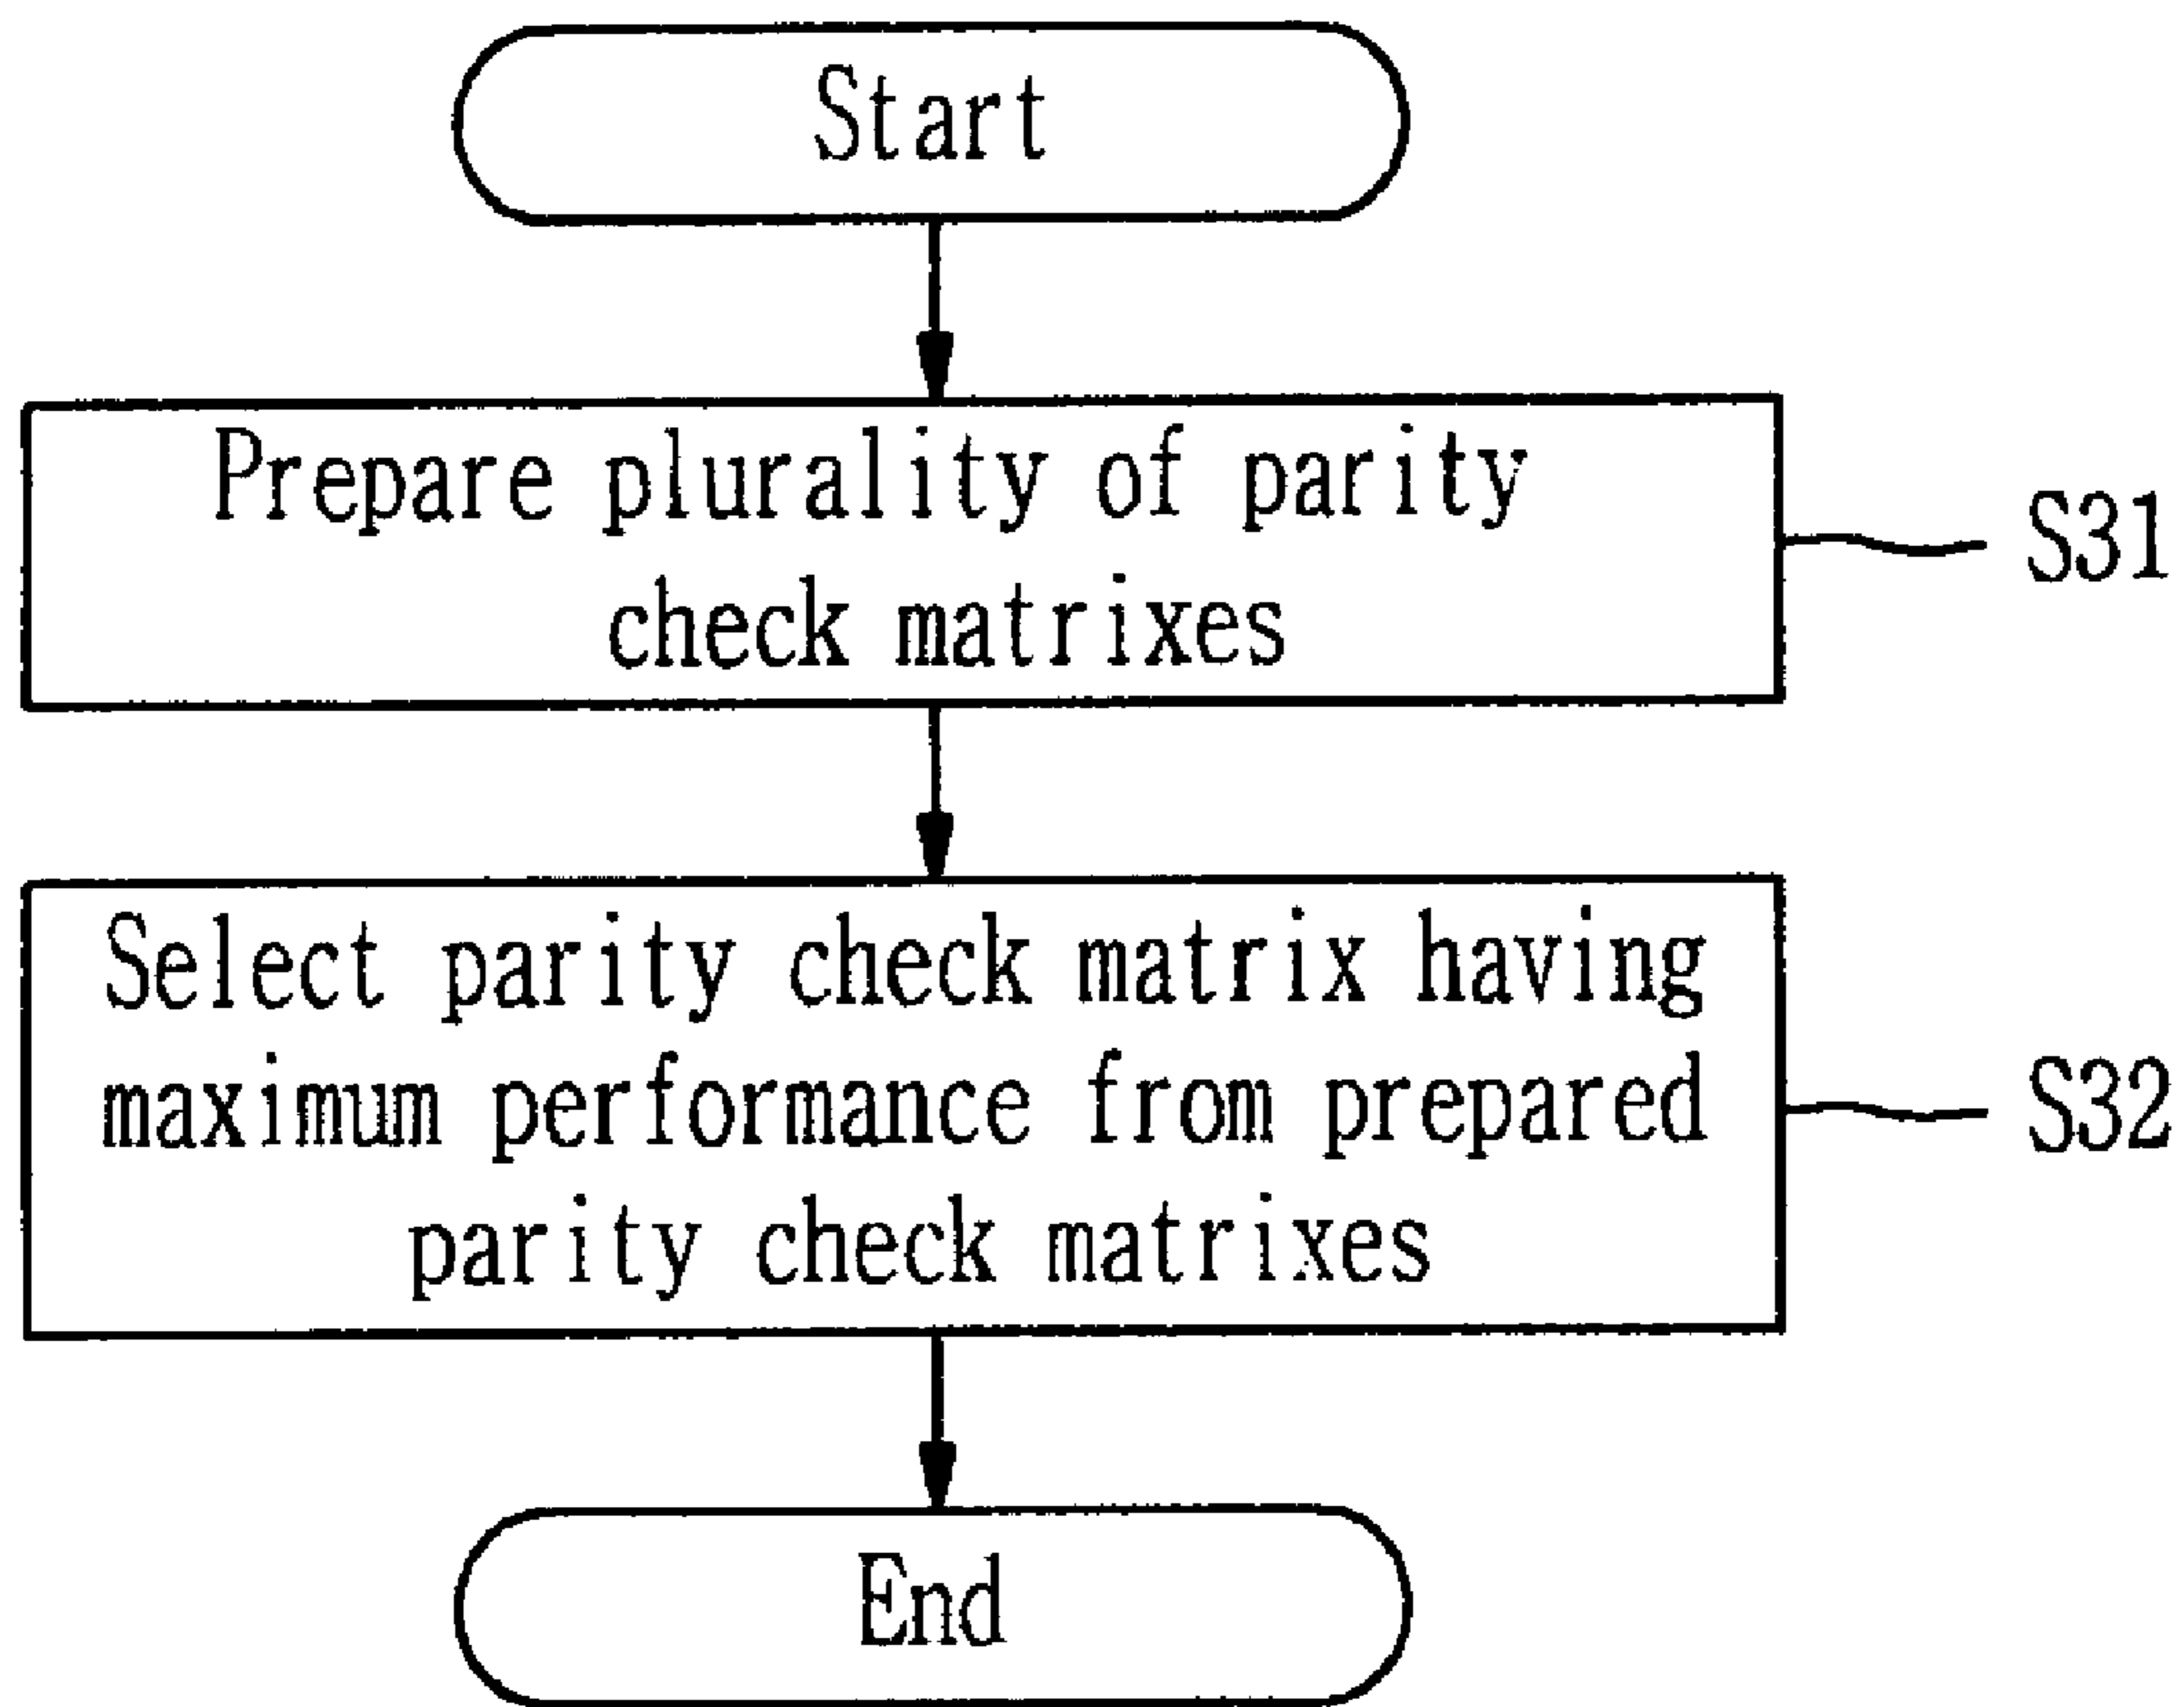 Start
Prepare plurality of parity
check matrixes
S31
Select parity check matrix having
maximum performance from prepared
parity check matrixes
S32
End